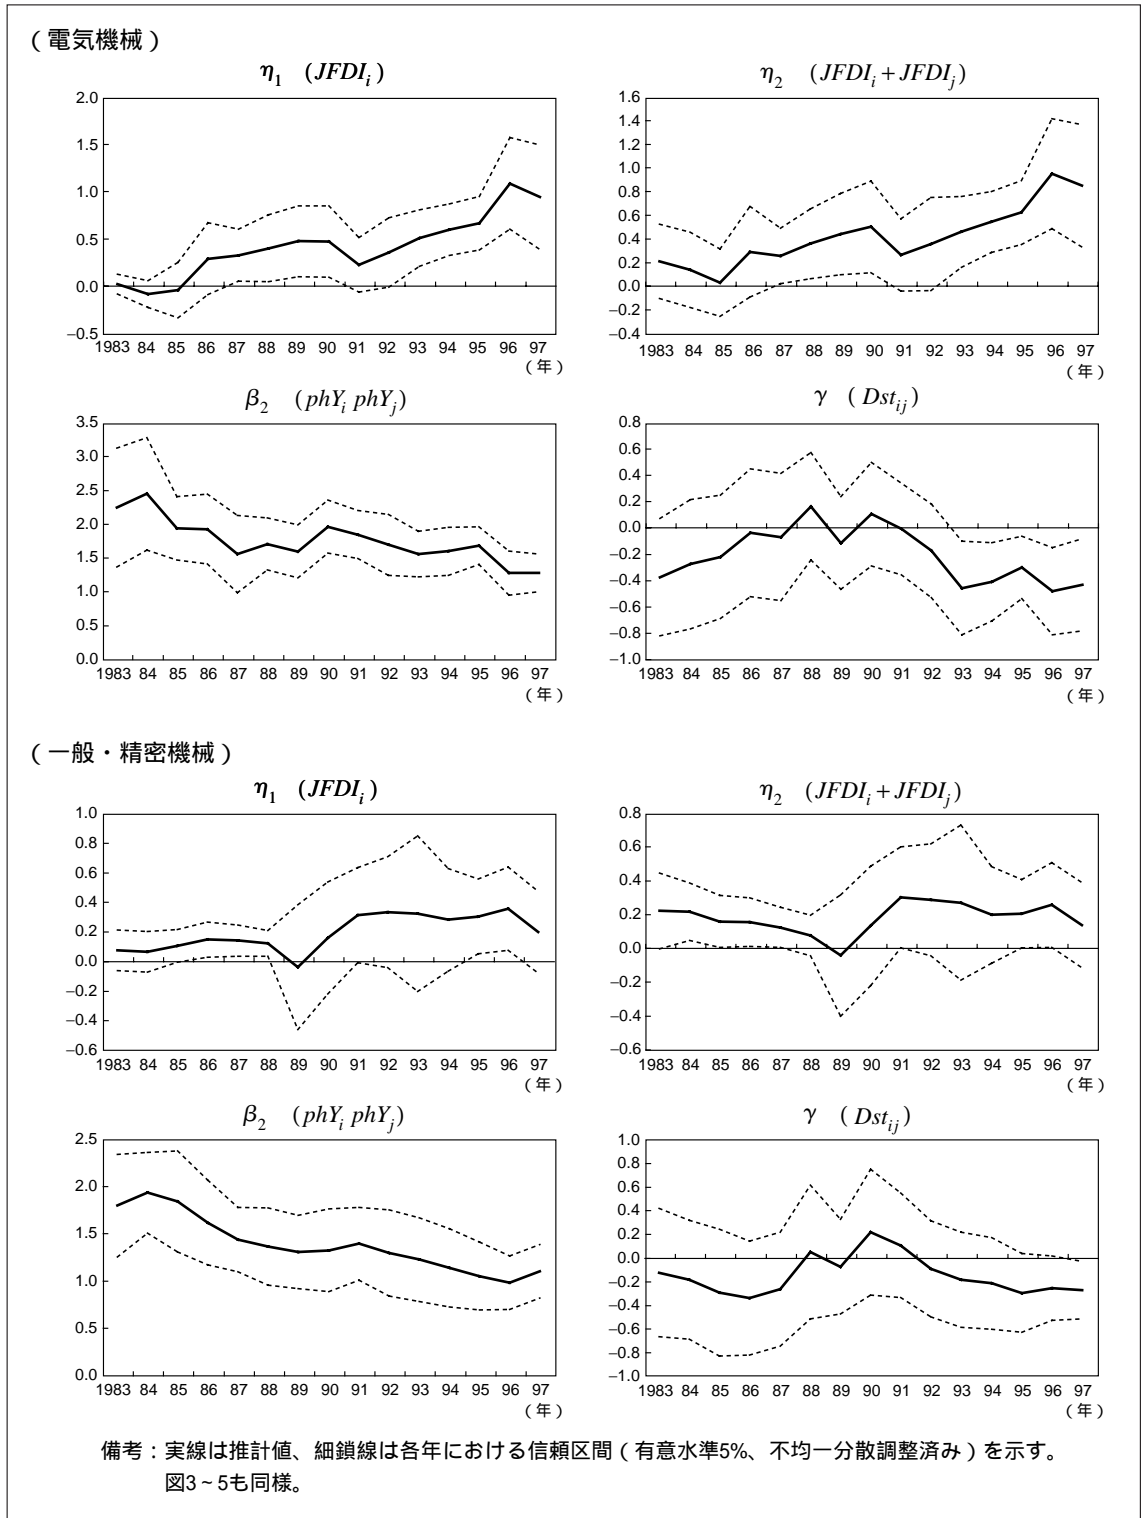 （電気機械）
η1 (JFDIi)
2.0
1.5
1.0
0.5
0.0
−0.5
1983 84 85 86 87 88 89 90 91 92 93 94 95 96 97
（年）
η2 (JFDIi + JFDIj)
1.6
1.4
1.2
1.0
0.8
0.6
0.4
0.2
0.0
−0.2
−0.4
1983 84 85 86 87 88 89 90 91 92 93 94 95 96 97
（年）
β2 (phYi phYj)
3.5
3.0
2.5
2.0
1.5
1.0
0.5
0.0
1983 84 85 86 87 88 89 90 91 92 93 94 95 96 97
（年）
γ (Dstij)
0.8
0.6
0.4
0.2
0.0
−0.2
−0.4
−0.6
−0.8
−1.0
1983 84 85 86 87 88 89 90 91 92 93 94 95 96 97
（年）
（一般・精密機械）
η1 (JFDIi)
1.0
0.8
0.6
0.4
0.2
0.0
−0.2
−0.4
−0.6
1983 84 85 86 87 88 89 90 91 92 93 94 95 96 97
（年）
η2 (JFDIi + JFDIj)
0.8
0.6
0.4
0.2
0.0
−0.2
−0.4
−0.6
1983 84 85 86 87 88 89 90 91 92 93 94 95 96 97
（年）
β2 (phYi phYj)
2.5
2.0
1.5
1.0
0.5
0.0
1983 84 85 86 87 88 89 90 91 92 93 94 95 96 97
（年）
γ (Dstij)
1.0
0.8
0.6
0.4
0.2
0.0
−0.2
−0.4
−0.6
−0.8
−1.0
1983 84 85 86 87 88 89 90 91 92 93 94 95 96 97
（年）
備考：実線は推計値、細鎖線は各年における信頼区間（有意水準5%、不均一分散調整済み）を示す。
図3~5も同様。